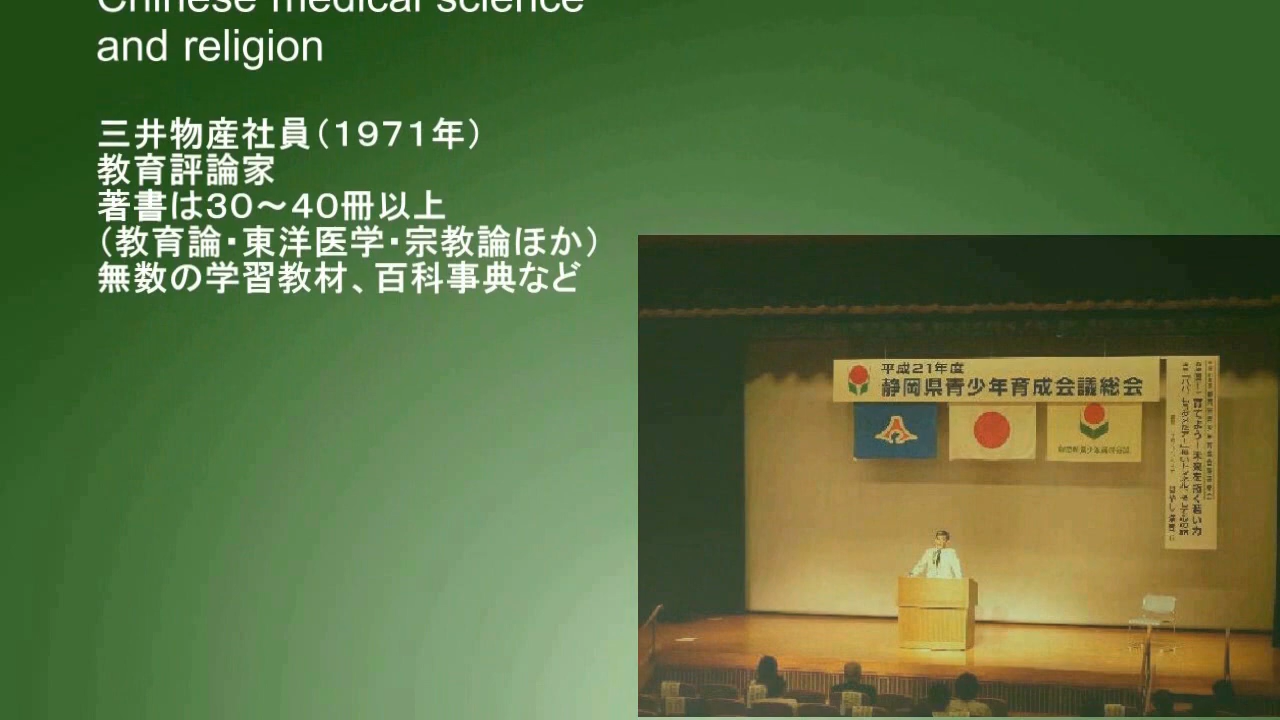 Chinese medical science
and religion
三井物産社員（１９７１年）
教育評論家
著書は３０～４０冊以上
（教育論・東洋医学・宗教論ほか）
無数の学習教材、百科事典など
平成21年度
静岡県青少年育成会議総会